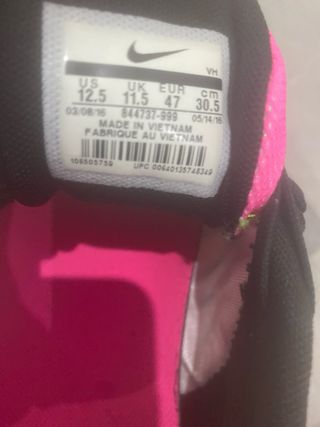 VH
US UK EUR cm
12.5 11.5 47 30.5
03/08/16 844737-999 05/14/16
MADE IN VIETNAM
FABRIQUE AU VIETNAM
108505759 UPC 00640135748349